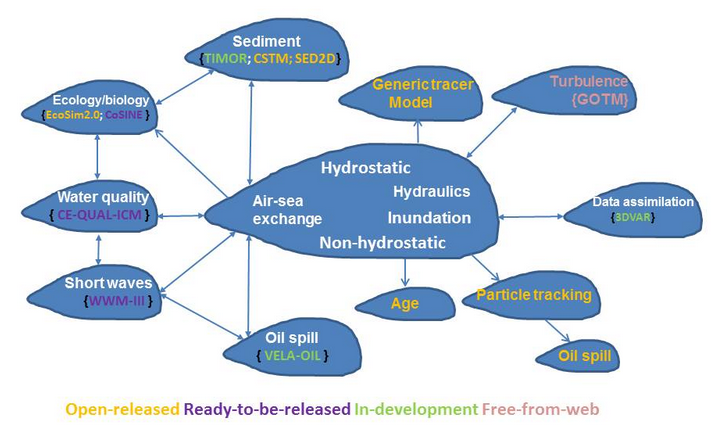 Sediment
{TIMOR; CSTM; SED2D}
Ecology/biology
{EcoSim2.0; CoSINE }
Generic tracer
Model
Turbulence
{GOTM}
Hydrostatic
Hydraulics
Air-sea
exchange
Inundation
Non-hydrostatic
Water quality
{ CE-QUAL-ICM }
Data assimilation
{3DVAR}
Short waves
{WWM-III }
Age
Particle tracking
Oil spill
{ VELA-OIL }
Oil spill
Open-released Ready-to-be-released In-development Free-from-web